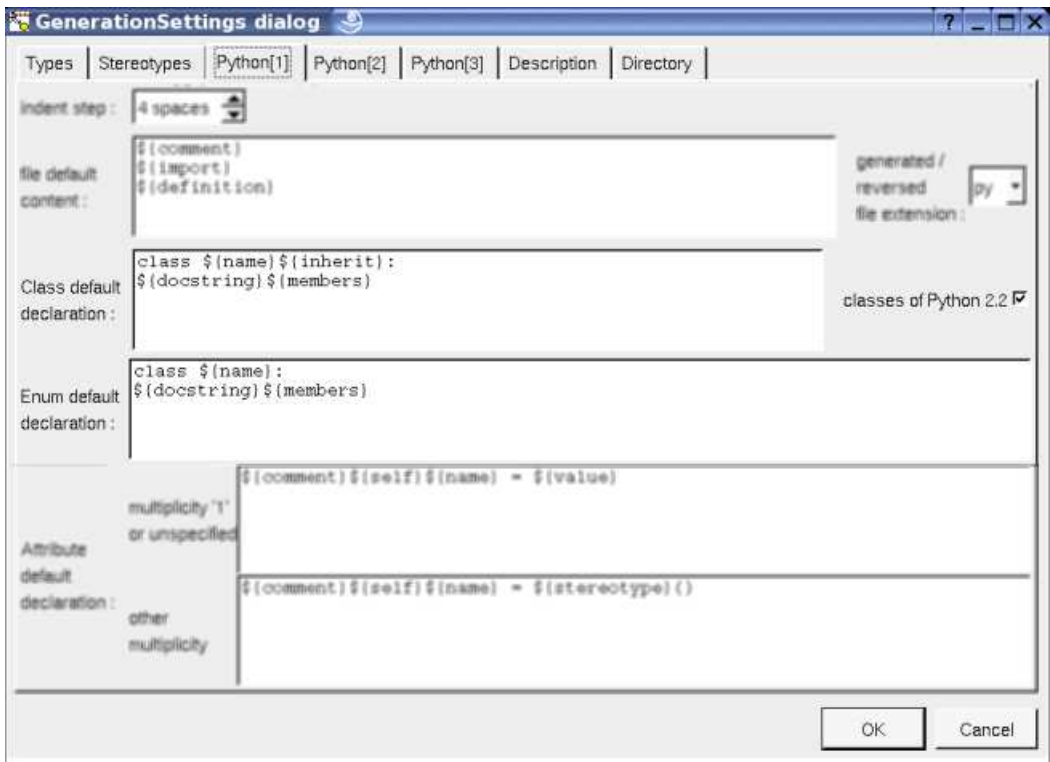 GenerationSettings dialog
Types Stereotypes Python[1] Python[2] Python[3] Description Directory
indent step : 4 spaces
file default
content :
${comment}
${import}
${definition}
generated /
reversed
file extension :
py
Class default
declaration :
class ${name}${inherit}:
${docstring}${members}
classes of Python 2.2
Enum default
declaration :
class ${name}:
${docstring}${members}
Attribute
default
declaration :
multiplicity '1'
or unspecified
${comment}${self}${name} = ${value}
other
multiplicity
${comment}${self}${name} = ${stereotype}()
OK Cancel